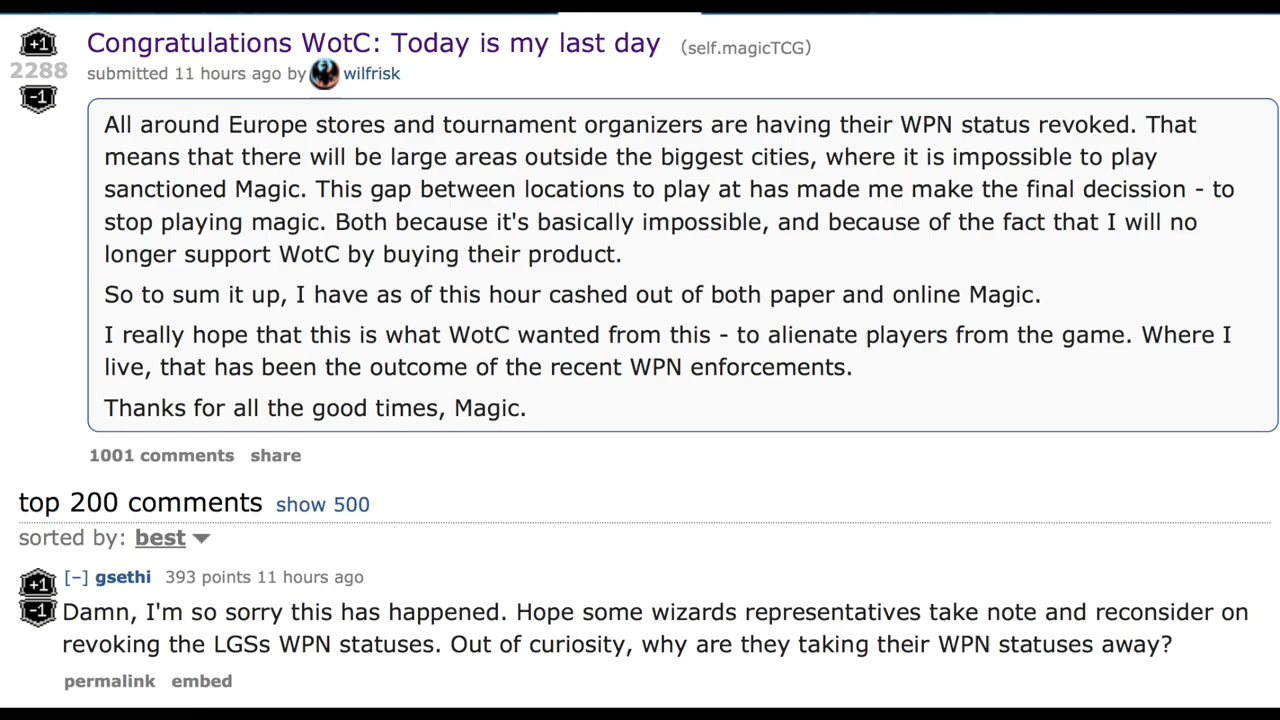 +1
Congratulations WotC: Today is my last day (self.magicTCG)
2288
submitted 11 hours ago by wilfrisk
-1
All around Europe stores and tournament organizers are having their WPN status revoked. That
means that there will be large areas outside the biggest cities, where it is impossible to play
sanctioned Magic. This gap between locations to play at has made me make the final decission - to
stop playing magic. Both because it's basically impossible, and because of the fact that I will no
longer support WotC by buying their product.
So to sum it up, I have as of this hour cashed out of both paper and online Magic.
I really hope that this is what WotC wanted from this - to alienate players from the game. Where I
live, that has been the outcome of the recent WPN enforcements.
Thanks for all the good times, Magic.
1001 comments share
top 200 comments show 500
sorted by: best
+1
[–] gsethi 393 points 11 hours ago
-1
Damn, I'm so sorry this has happened. Hope some wizards representatives take note and reconsider on
revoking the LGSs WPN statuses. Out of curiosity, why are they taking their WPN statuses away?
permalink embed